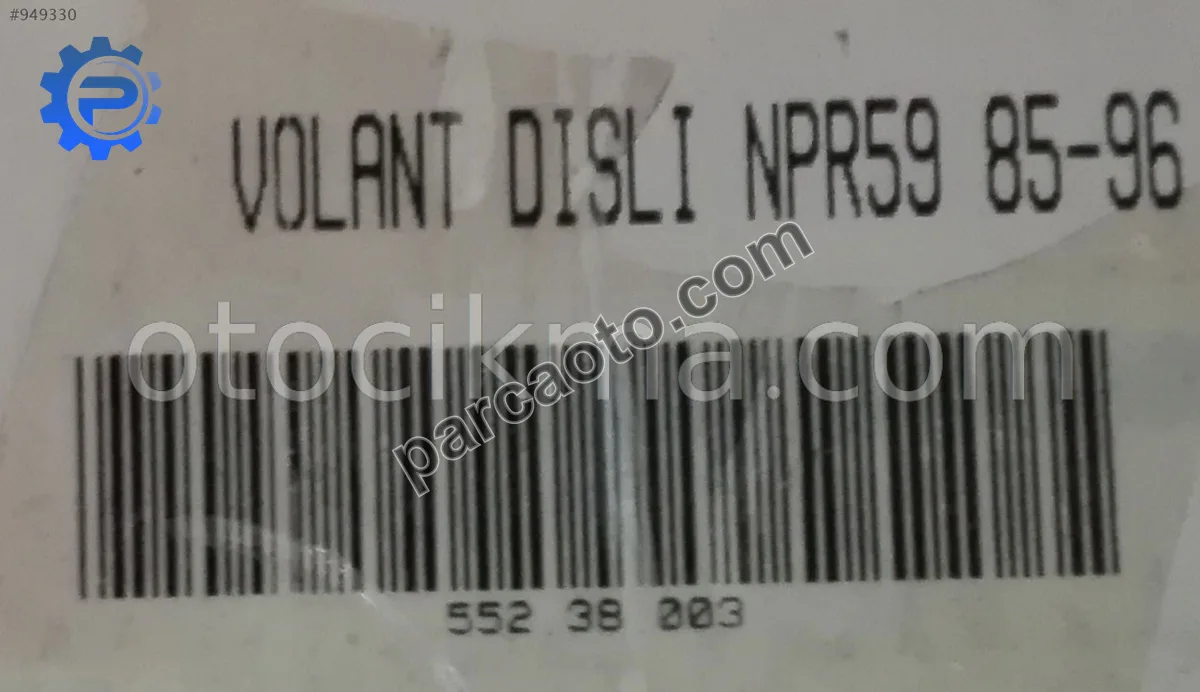 #949330
VOLANT DISLI NPR59 85-96
otocikma.com
parcaoto.com
552 38 003